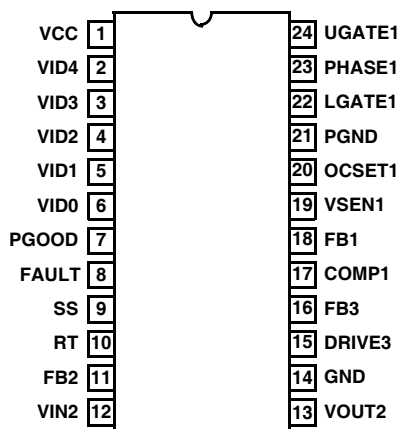 VCC 1 24 UGATE1
VID4 2 23 PHASE1
VID3 3 22 LGATE1
VID2 4 21 PGND
VID1 5 20 OCSET1
VID0 6 19 VSEN1
PGOOD 7 18 FB1
FAULT 8 17 COMP1
SS 9 16 FB3
RT 10 15 DRIVE3
FB2 11 14 GND
VIN2 12 13 VOUT2